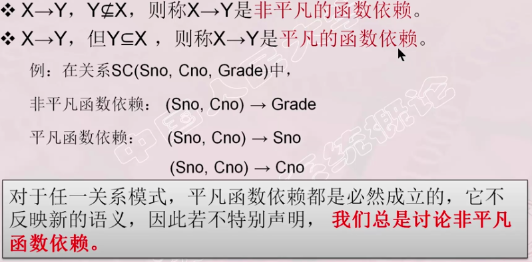 ❖ X→Y，Y⊈X，则称X→Y是非平凡的函数依赖。
❖ X→Y，但Y⊆X，则称X→Y是平凡的函数依赖。
例：在关系SC(Sno, Cno, Grade)中，
非平凡函数依赖： (Sno, Cno) → Grade
平凡函数依赖： (Sno, Cno) → Sno
(Sno, Cno) → Cno
对于任一关系模式，平凡函数依赖都是必然成立的，它不
反映新的语义，因此若不特别声明， 我们总是讨论非平凡
函数依赖。